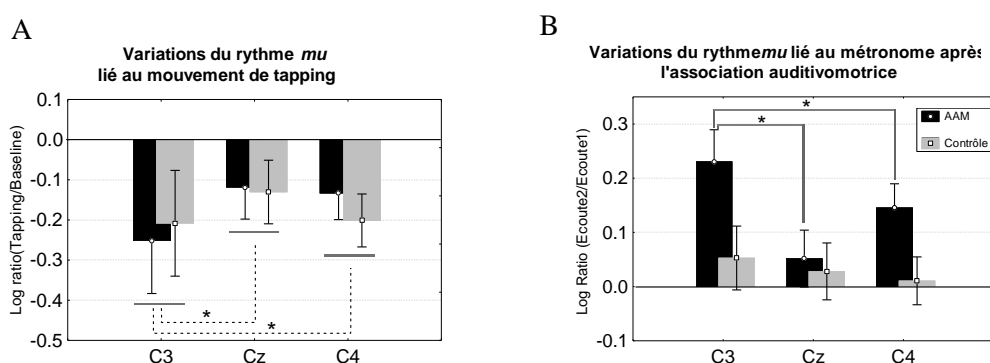 A
Variations du rythme mu
lié au mouvement de tapping
Log ratio(Tapping/Baseline)
0.1
0.0
-0.1
-0.2
-0.3
-0.4
-0.5
*
*
C3
Cz
C4
B
Variations du rythmemu lié au métronome après
l'association auditivomotrice
Log Ratio (Ecoute2/Ecoute1)
0.3
0.2
0.1
0.0
-0.1
*
*
AAM
Contrôle
C3
Cz
C4